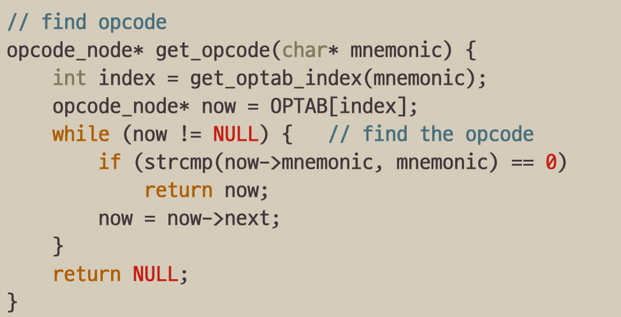 // find opcode
opcode_node* get_opcode(char* mnemonic) {
    int index = get_optab_index(mnemonic);
    opcode_node* now = OPTAB[index];
    while (now != NULL) {   // find the opcode
        if (strcmp(now->mnemonic, mnemonic) == 0)
            return now;
        now = now->next;
    }
    return NULL;
}